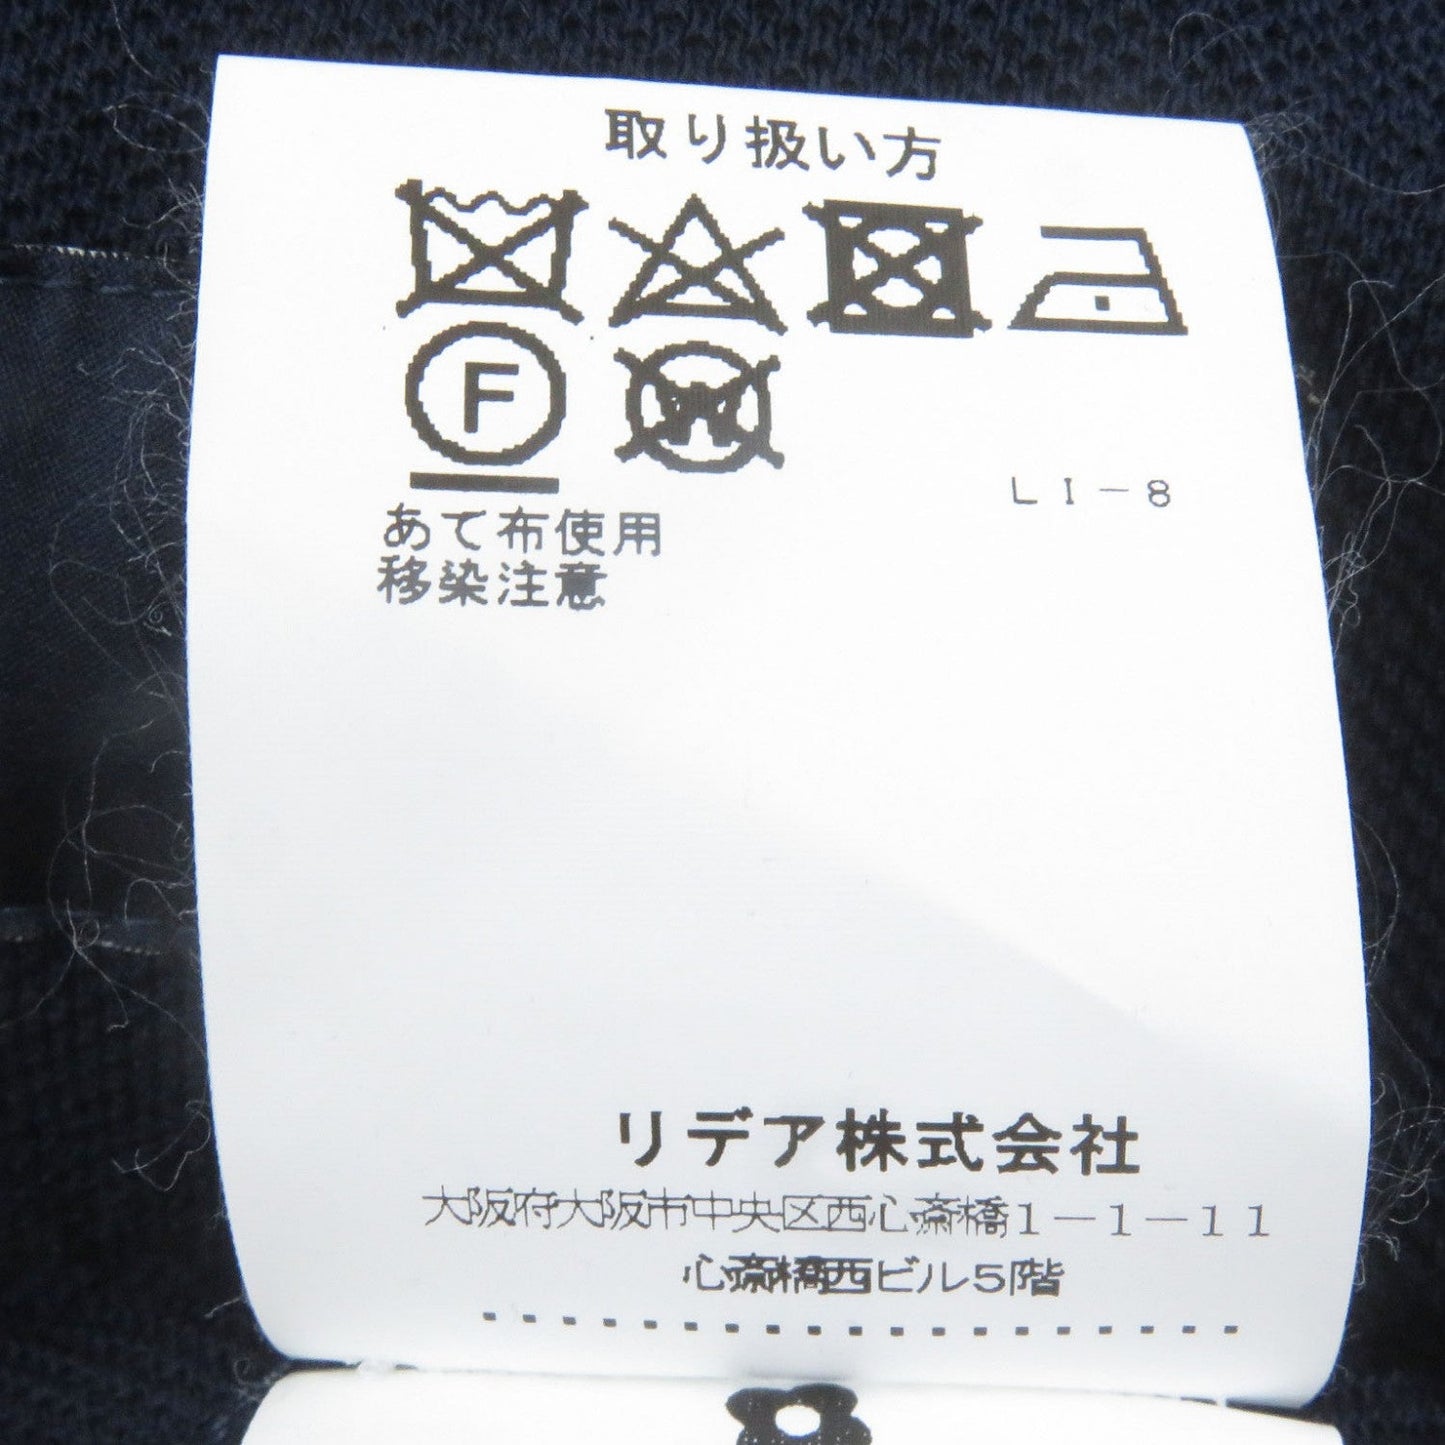 取り扱い方
F
W
LI-8
あて布使用
移染注意
リデア株式会社
大阪府大阪市中央区西心斎橋1-1-11
心斎橋西ビル5階